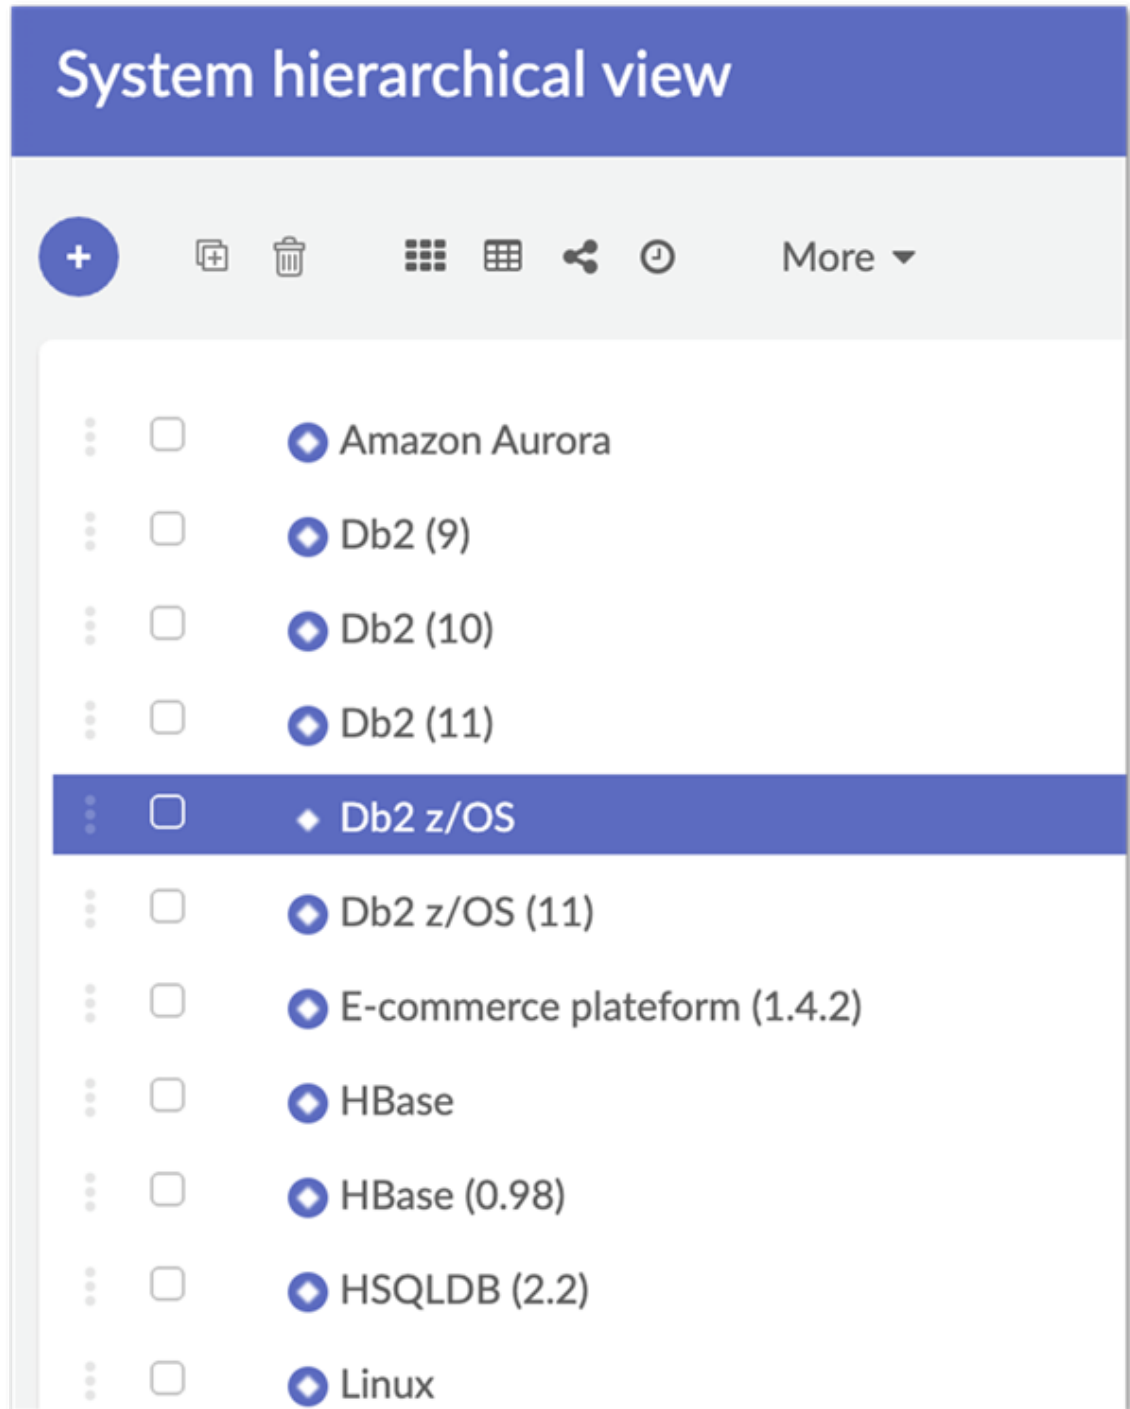 System hierarchical view
More
Amazon Aurora
Db2 (9)
Db2 (10)
Db2 (11)
Db2 z/OS
Db2 z/OS (11)
E-commerce plateform (1.4.2)
HBase
HBase (0.98)
HSQLDB (2.2)
Linux